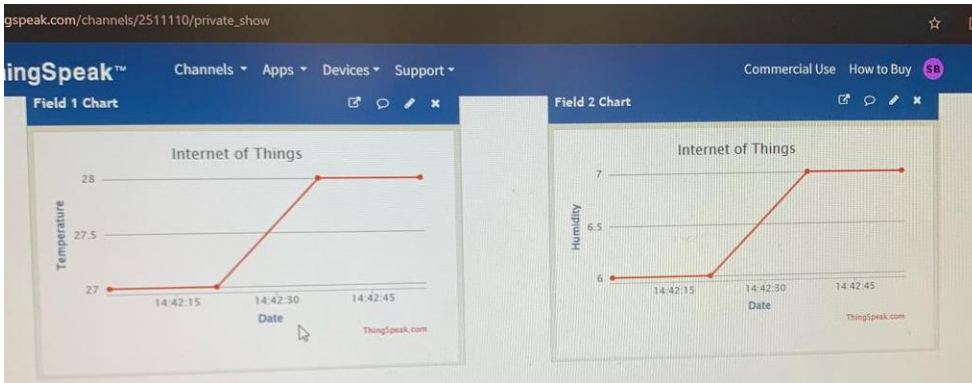 gspeak.com/channels/2511110/private_show
ingSpeak™ Channels Apps Devices Support Commercial Use How to Buy SB
Field 1 Chart
Internet of Things
28
27.5
27
Temperature
14:42:15 14:42:30 14:42:45
Date
ThingSpeak.com
Field 2 Chart
Internet of Things
7
6.5
6
Humidity
14:42:15 14:42:30 14:42:45
Date
ThingSpeak.com